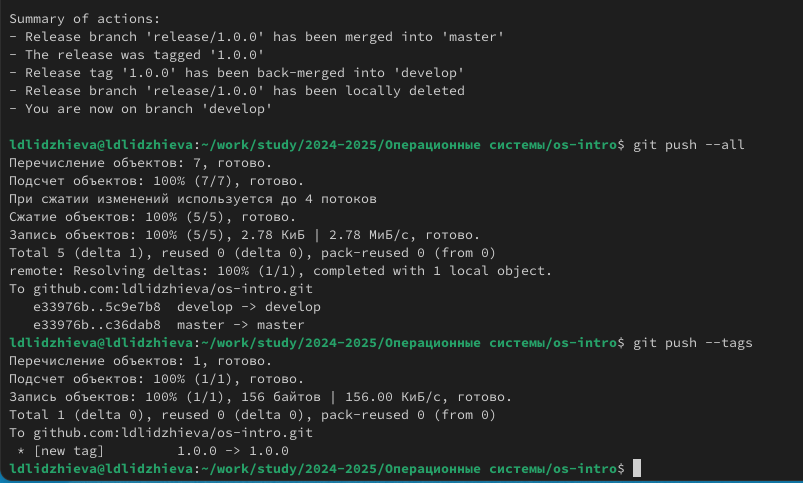 Summary of actions:
- Release branch 'release/1.0.0' has been merged into 'master'
- The release was tagged '1.0.0'
- Release tag '1.0.0' has been back-merged into 'develop'
- Release branch 'release/1.0.0' has been locally deleted
- You are now on branch 'develop'
ldlidzhieva@ldlidzhieva:~/work/study/2024-2025/Операционные системы/os-intro$ git push --all
Перечисление объектов: 7, готово.
Подсчет объектов: 100% (7/7), готово.
При сжатии изменений используется до 4 потоков
Сжатие объектов: 100% (5/5), готово.
Запись объектов: 100% (5/5), 2.78 КиБ | 2.78 МиБ/с, готово.
Total 5 (delta 1), reused 0 (delta 0), pack-reused 0 (from 0)
remote: Resolving deltas: 100% (1/1), completed with 1 local object.
To github.com:ldlidzhieva/os-intro.git
   e33976b..5c9e7b8  develop -> develop
   e33976b..c36dab8  master -> master
ldlidzhieva@ldlidzhieva:~/work/study/2024-2025/Операционные системы/os-intro$ git push --tags
Перечисление объектов: 1, готово.
Подсчет объектов: 100% (1/1), готово.
Запись объектов: 100% (1/1), 156 байтов | 156.00 КиБ/с, готово.
Total 1 (delta 0), reused 0 (delta 0), pack-reused 0 (from 0)
To github.com:ldlidzhieva/os-intro.git
 * [new tag]         1.0.0 -> 1.0.0
ldlidzhieva@ldlidzhieva:~/work/study/2024-2025/Операционные системы/os-intro$